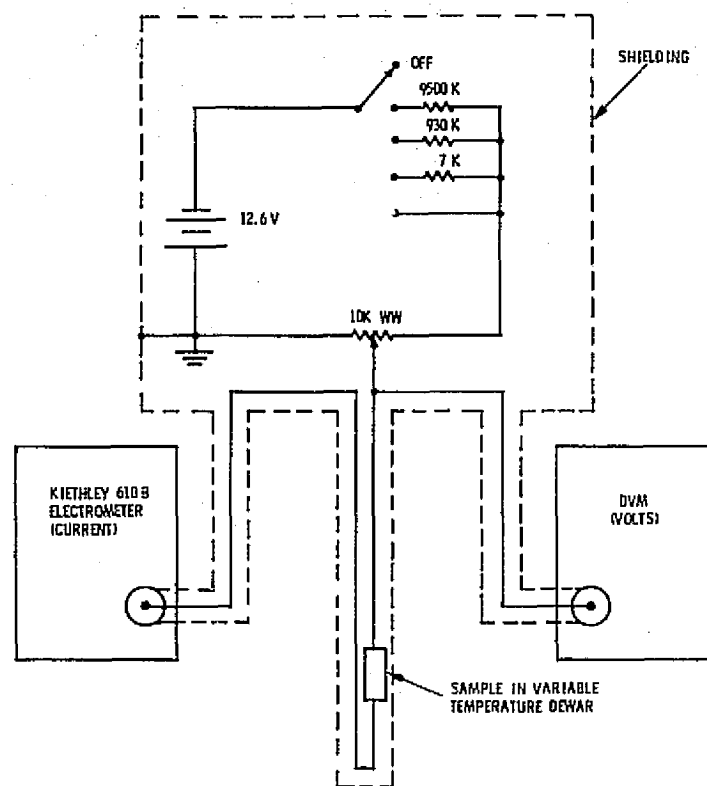 OFF
SHIELDING
9500 K
930 K
7 K
12.6 V
10K WW
KIETHLEY 610 B
ELECTROMETER
(CURRENT)
DVM
(VOLTS)
SAMPLE IN VARIABLE
TEMPERATURE DEWAR